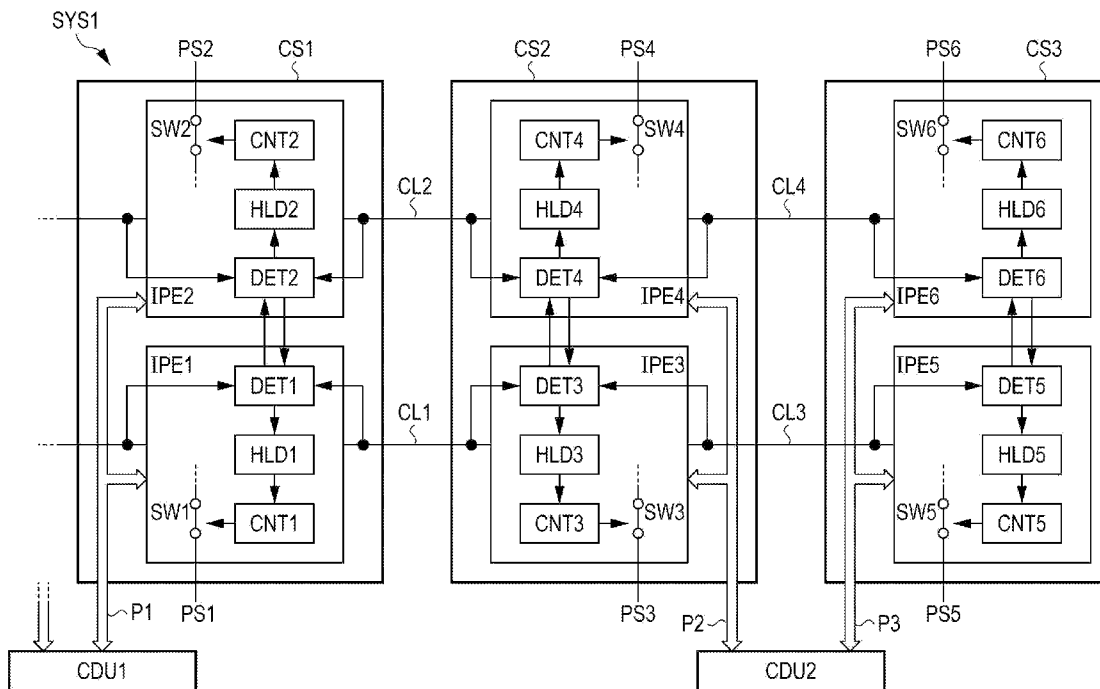 SYS1
PS2 CS1 CS2 PS4 PS6 CS3
SW2 CNT2 CNT4 SW4 SW6 CNT6
HLD2 CL2 HLD4 CL4 HLD6
DET2 DET4 DET6
IPE2 IPE4 IPE6
IPE1 IPE3 IPE5
DET1 DET3 DET5
CL1 CL3
HLD1 HLD3 HLD5
SW1 CNT1 CNT3 SW3 SW5 CNT5
PS1 P1 PS3 P2 PS5 P3
CDU1 CDU2